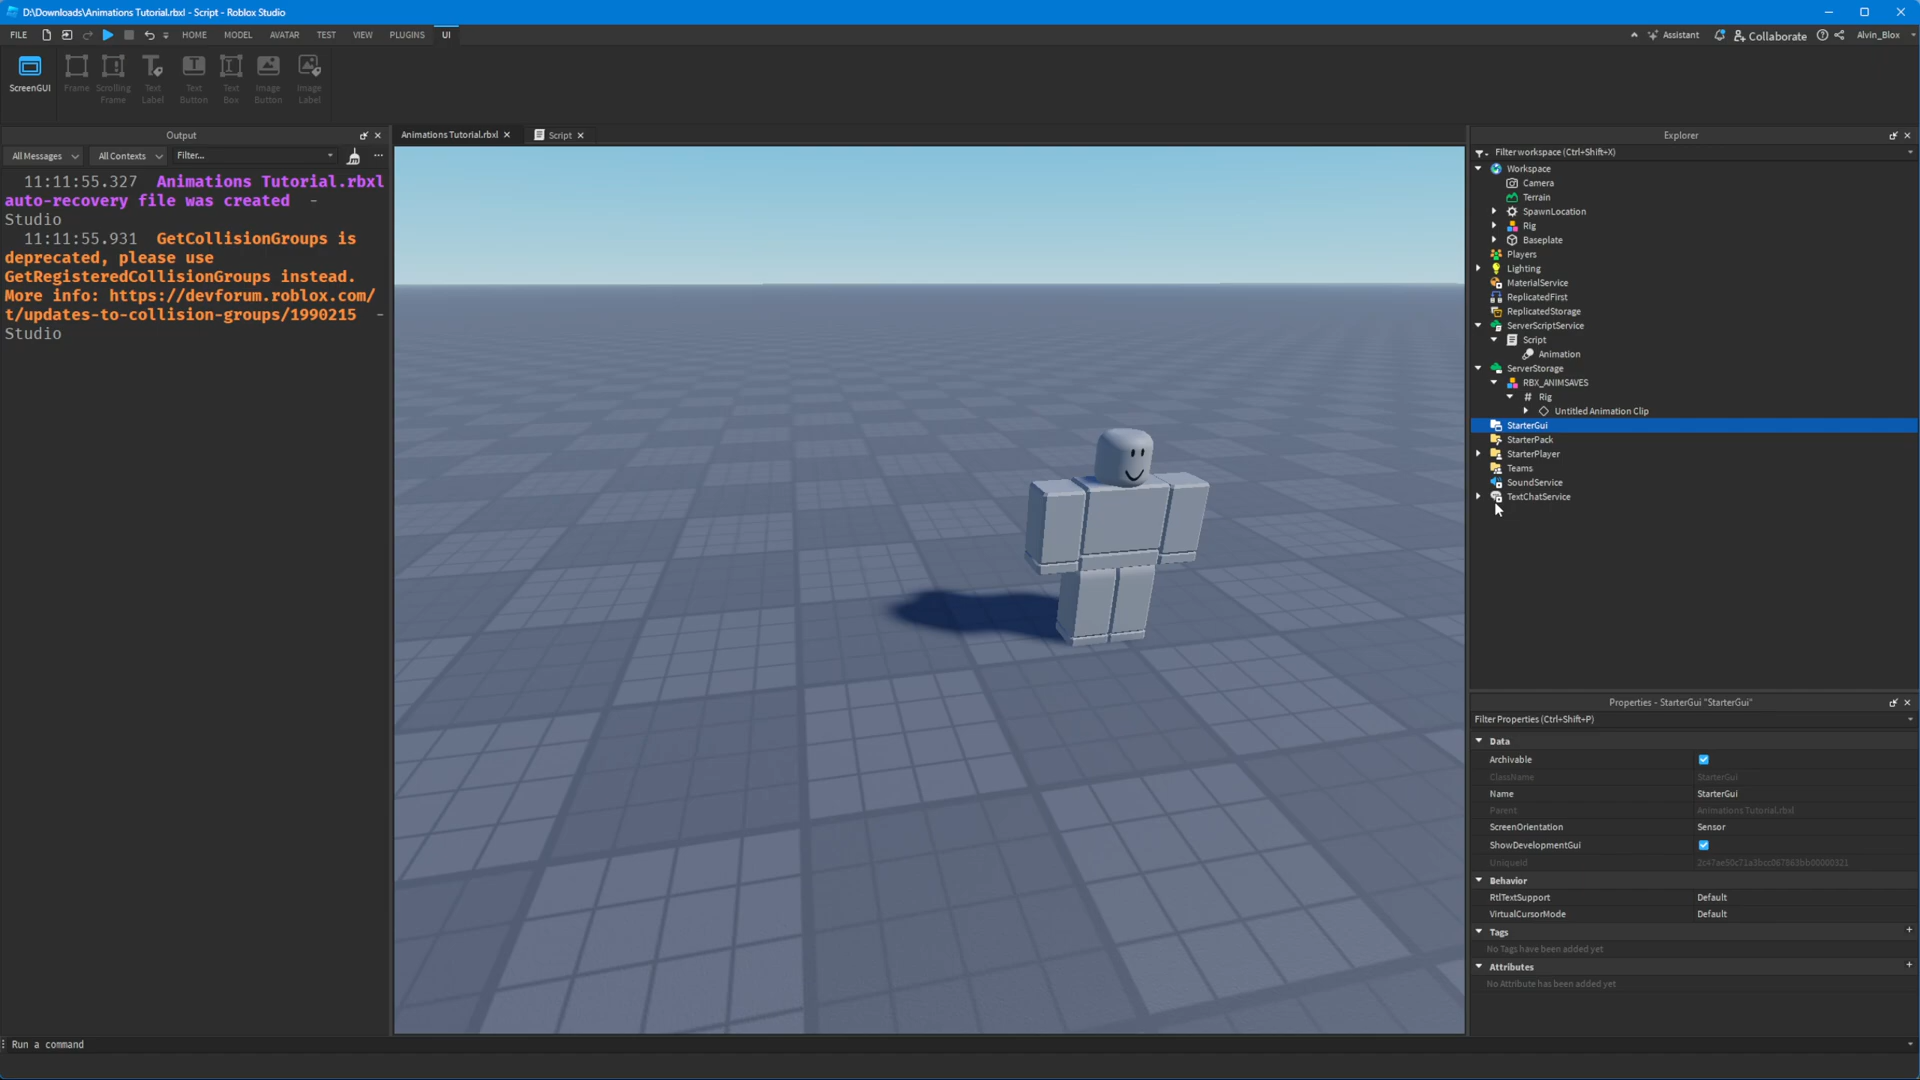 D:\Downloads\Animations Tutorial.rbxl - Script - Roblox Studio
FILE HOME MODEL AVATAR TEST VIEW PLUGINS UI Assistant Collaborate Alvin_Blox
ScreenGUI
Frame
Scrolling Frame
Text Label
Text Button
Text Box
Image Button
Image Label
Output
Animations Tutorial.rbxl
Script
Explorer
All Messages All Contexts Filter...
11:11:55.327 Animations Tutorial.rbxl
auto-recovery file was created -
Studio
11:11:55.931 GetCollisionGroups is
deprecated, please use
GetRegisteredCollisionGroups instead.
More info: https://devforum.roblox.com/
t/updates-to-collision-groups/1990215 -
Studio
Filter workspace (Ctrl+Shift+X)
Workspace
Camera
Terrain
SpawnLocation
Rig
Baseplate
Players
Lighting
MaterialService
ReplicatedFirst
ReplicatedStorage
ServerScriptService
Script
Animation
ServerStorage
RBX_ANIMSAVES
Rig
Untitled Animation Clip
StarterGui
StarterPack
StarterPlayer
Teams
SoundService
TextChatService
Properties - StarterGui "StarterGui"
Filter Properties (Ctrl+Shift+P)
Data
Archivable
ClassName StarterGui
Name StarterGui
Parent Animations Tutorial.rbxl
ScreenOrientation Sensor
ShowDevelopmentGui
UniqueId
Behavior
RtlTextSupport Default
VirtualCursorMode Default
Tags
No Tags have been added yet
Attributes
No Attribute has been added yet
Run a command